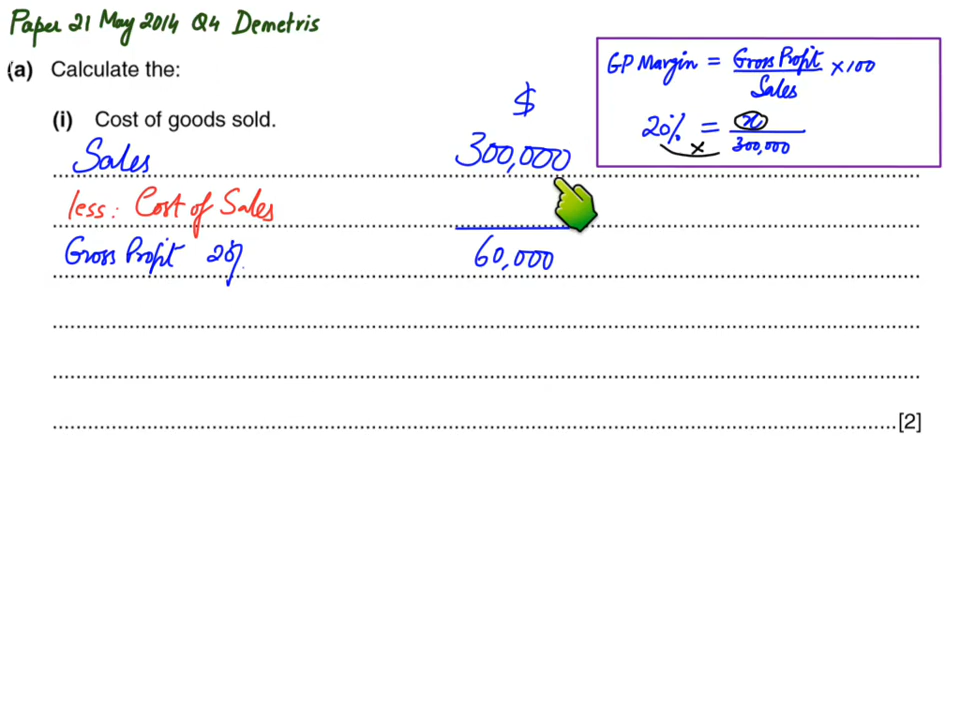 Paper 21 May 2014 Q4 Demetris
(a) Calculate the:
GP Margin = Gross Profit / Sales ×100
$
(i) Cost of goods sold.
20% = x / 300,000
Sales 300,000
less: Cost of Sales
Gross Profit 20% 60,000
[2]